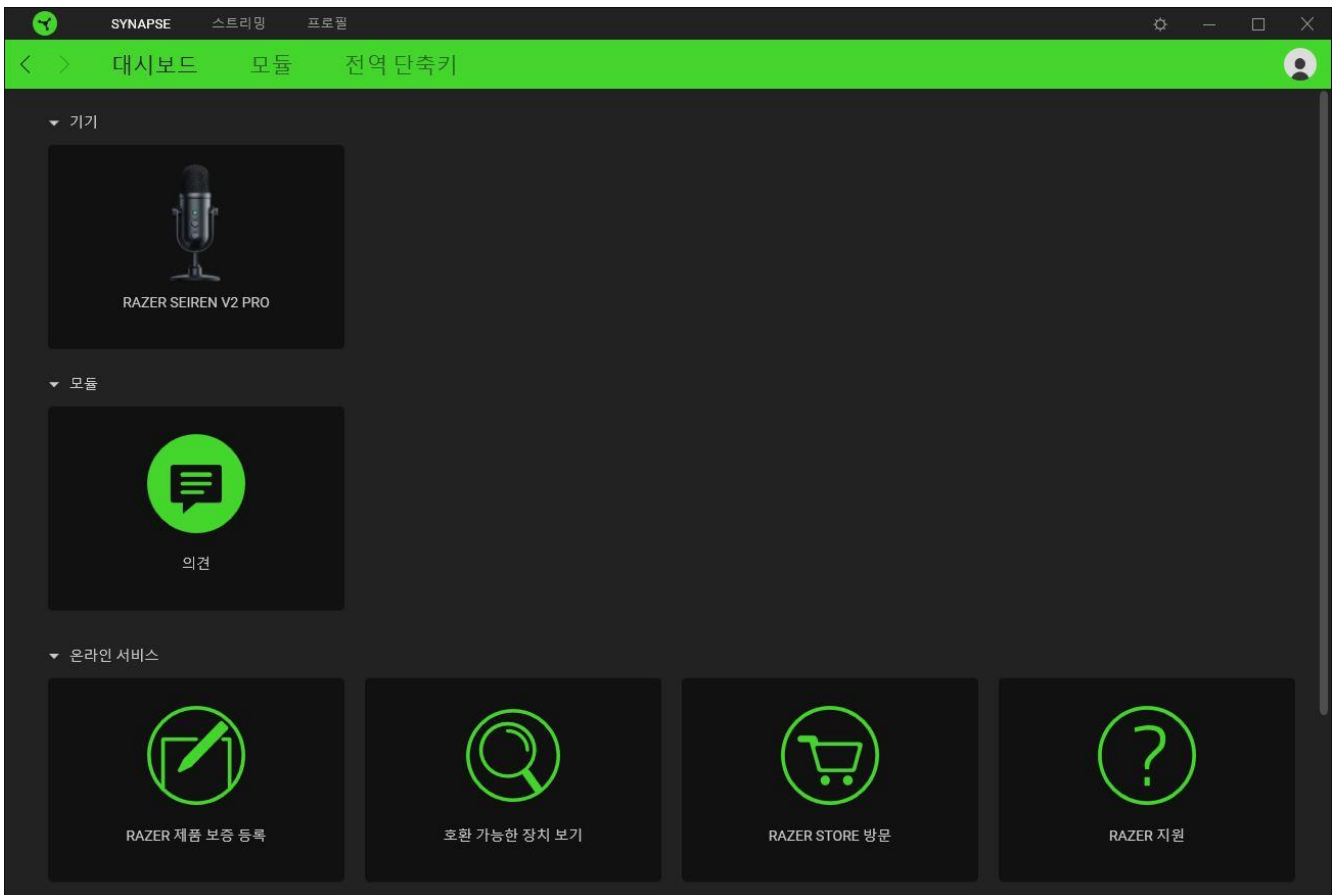 SYNAPSE 스트리밍 프로필
대시보드 모듈 전역 단축키
기기
RAZER SEIREN V2 PRO
모듈
의견
온라인 서비스
RAZER 제품 보증 등록 호환 가능한 장치 보기 RAZER STORE 방문 RAZER 지원